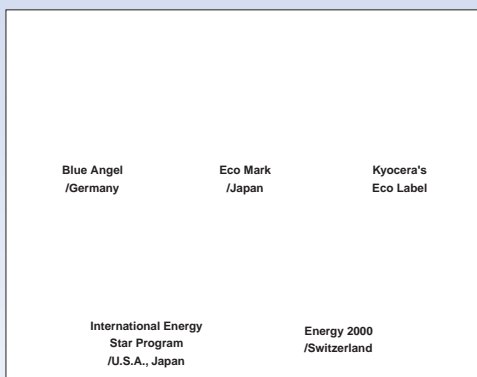 Blue Angel
/Germany
Eco Mark
/Japan
Kyocera's
Eco Label
International Energy
Star Program
/U.S.A., Japan
Energy 2000
/Switzerland